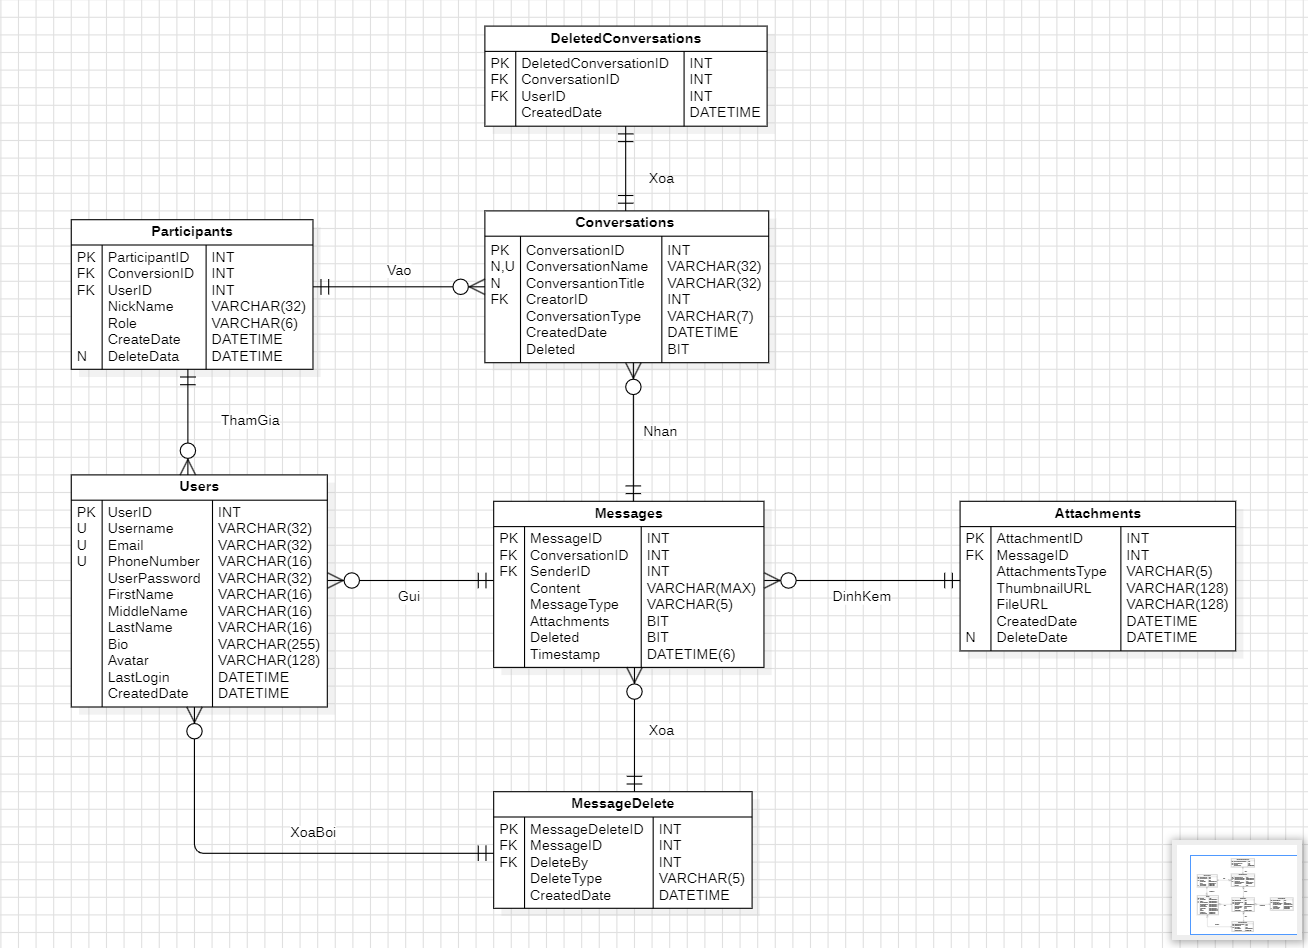 DeletedConversations
PK DeletedConversationID INT
FK ConversationID INT
FK UserID INT
CreatedDate DATETIME
Xoa
Conversations
PK ConversationID INT
N,U ConversationName VARCHAR(32)
N ConversantionTitle VARCHAR(32)
FK CreatorID INT
ConversationType VARCHAR(7)
CreatedDate DATETIME
Deleted BIT
Participants
PK ParticipantID INT
FK ConversionID INT
FK UserID INT
NickName VARCHAR(32)
Role VARCHAR(6)
CreateDate DATETIME
N DeleteData DATETIME
Vao
ThamGia
Nhan
Users
PK UserID INT
U Username VARCHAR(32)
U Email VARCHAR(32)
U PhoneNumber VARCHAR(16)
UserPassword VARCHAR(32)
FirstName VARCHAR(16)
MiddleName VARCHAR(16)
LastName VARCHAR(16)
Bio VARCHAR(255)
Avatar VARCHAR(128)
LastLogin DATETIME
CreatedDate DATETIME
Gui
Messages
PK MessageID INT
FK ConversationID INT
FK SenderID INT
Content VARCHAR(MAX)
MessageType VARCHAR(5)
Attachments BIT
Deleted BIT
Timestamp DATETIME(6)
DinhKem
Attachments
PK AttachmentID INT
FK MessageID INT
AttachmentsType VARCHAR(5)
ThumbnailURL VARCHAR(128)
FileURL VARCHAR(128)
CreatedDate DATETIME
N DeleteDate DATETIME
Xoa
XoaBoi
MessageDelete
PK MessageDeleteID INT
FK MessageID INT
FK DeleteBy INT
DeleteType VARCHAR(5)
CreatedDate DATETIME